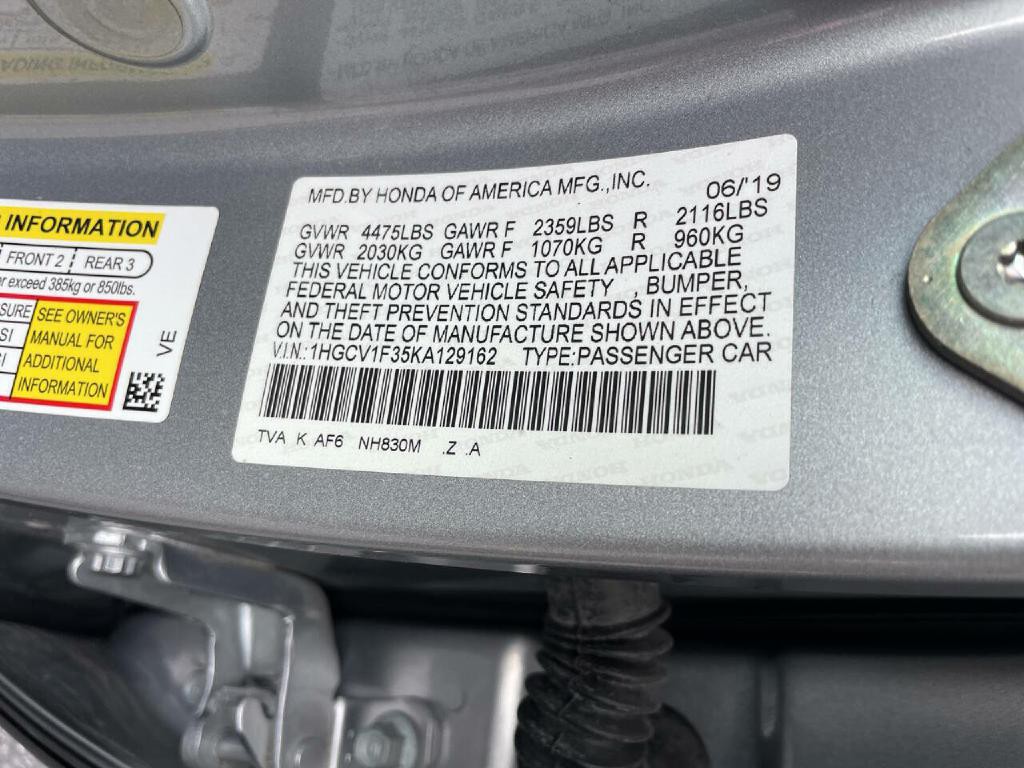 INFORMATION
FRONT 2 REAR 3
exceed 385kg or 850lbs.
SEE OWNER'S
MANUAL FOR
ADDITIONAL
INFORMATION
VE
MFD.BY HONDA OF AMERICA MFG.,INC. 06/'19
GVWR 4475LBS GAWR F 2359LBS R 2116LBS
GVWR 2030KG GAWR F 1070KG R 960KG
THIS VEHICLE CONFORMS TO ALL APPLICABLE
FEDERAL MOTOR VEHICLE SAFETY , BUMPER,
AND THEFT PREVENTION STANDARDS IN EFFECT
ON THE DATE OF MANUFACTURE SHOWN ABOVE.
V.I.N.:1HGCV1F35KA129162 TYPE:PASSENGER CAR
TVA K AF6 NH830M .Z .A